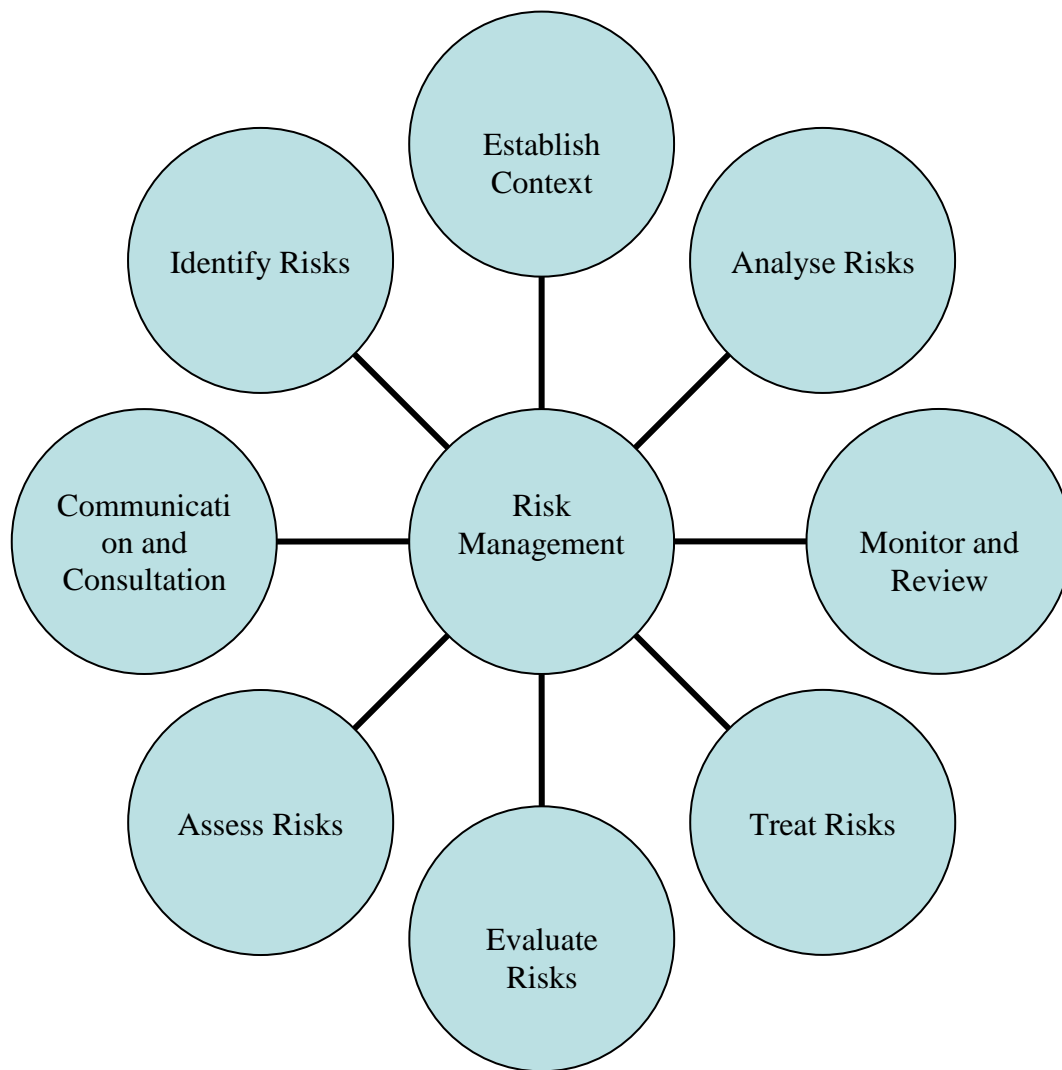 Establish
Context
Identify Risks
Analyse Risks
Communicati
on and
Consultation
Risk
Management
Monitor and
Review
Assess Risks
Treat Risks
Evaluate
Risks